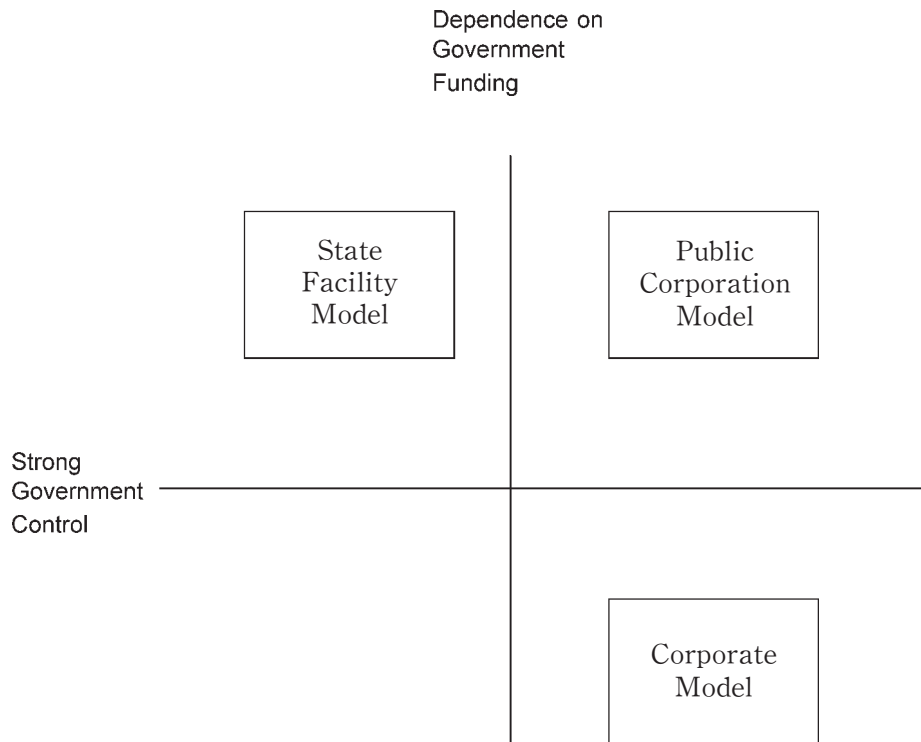 Dependence on
Government
Funding
State
Facility
Model
Public
Corporation
Model
Strong
Government
Control
Corporate
Model